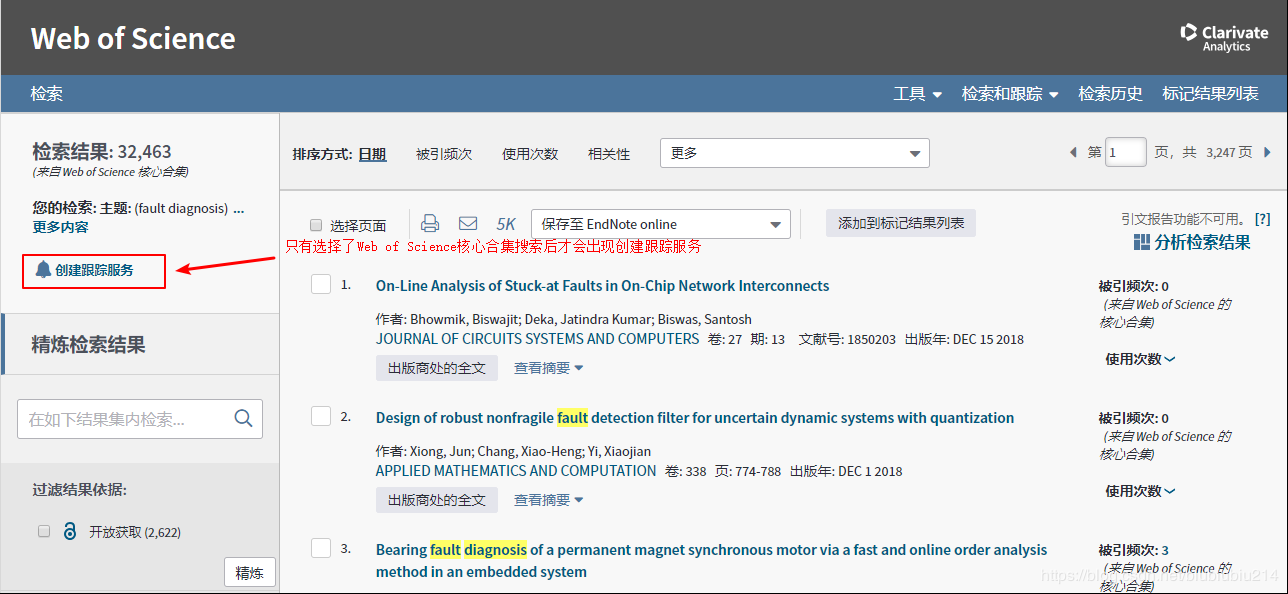 Web of Science
Clarivate
Analytics
检索
工具 检索和跟踪 检索历史 标记结果列表
检索结果: 32,463
(来自 Web of Science 核心合集)
您的检索: 主题: (fault diagnosis) ...
更多内容
创建跟踪服务
精炼检索结果
在如下结果集内检索...
过滤结果依据:
开放获取 (2,622)
精炼
排序方式: 日期 被引频次 使用次数 相关性 更多
第 1 页，共 3,247 页
选择页面 5K 保存至 EndNote online 添加到标记结果列表
引文报告功能不可用。 [?]
分析检索结果
只有选择了Web of Science核心合集搜索后才会出现创建跟踪服务
1. On-Line Analysis of Stuck-at Faults in On-Chip Network Interconnects
作者: Bhowmik, Biswajit; Deka, Jatindra Kumar; Biswas, Santosh
JOURNAL OF CIRCUITS SYSTEMS AND COMPUTERS 卷: 27 期: 13 文献号: 1850203 出版年: DEC 15 2018
出版商处的全文 查看摘要
被引频次: 0
(来自 Web of Science 的
核心合集)
使用次数
2. Design of robust nonfragile fault detection filter for uncertain dynamic systems with quantization
作者: Xiong, Jun; Chang, Xiao-Heng; Yi, Xiaojian
APPLIED MATHEMATICS AND COMPUTATION 卷: 338 页: 774-788 出版年: DEC 1 2018
出版商处的全文 查看摘要
被引频次: 0
(来自 Web of Science 的
核心合集)
使用次数
3. Bearing fault diagnosis of a permanent magnet synchronous motor via a fast and online order analysis
method in an embedded system
被引频次: 3
(来自 Web of Science 的
核心合集)